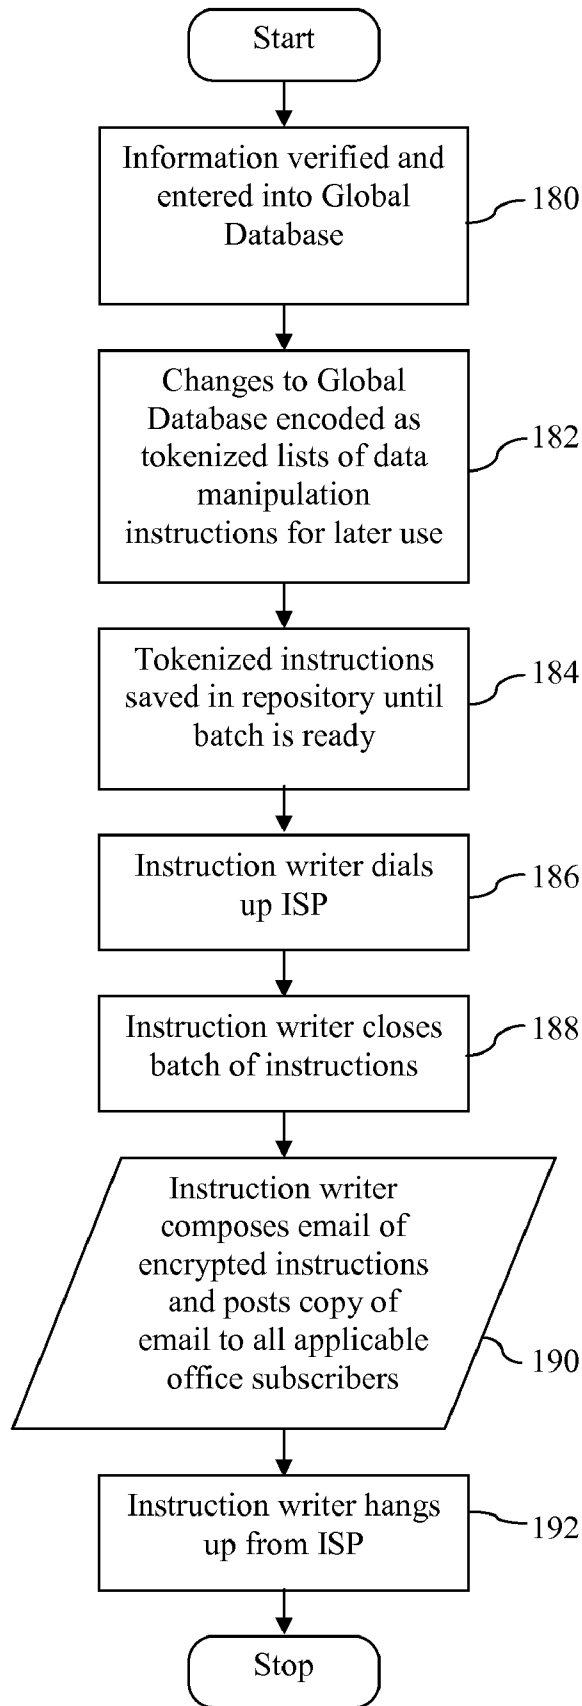 Start
Information verified and
entered into Global
Database
180
Changes to Global
Database encoded as
tokenized lists of data
manipulation
instructions for later use
182
Tokenized instructions
saved in repository until
batch is ready
184
Instruction writer dials
up ISP
186
Instruction writer closes
batch of instructions
188
Instruction writer
composes email of
encrypted instructions
and posts copy of
email to all applicable
office subscribers
190
Instruction writer hangs
up from ISP
192
Stop